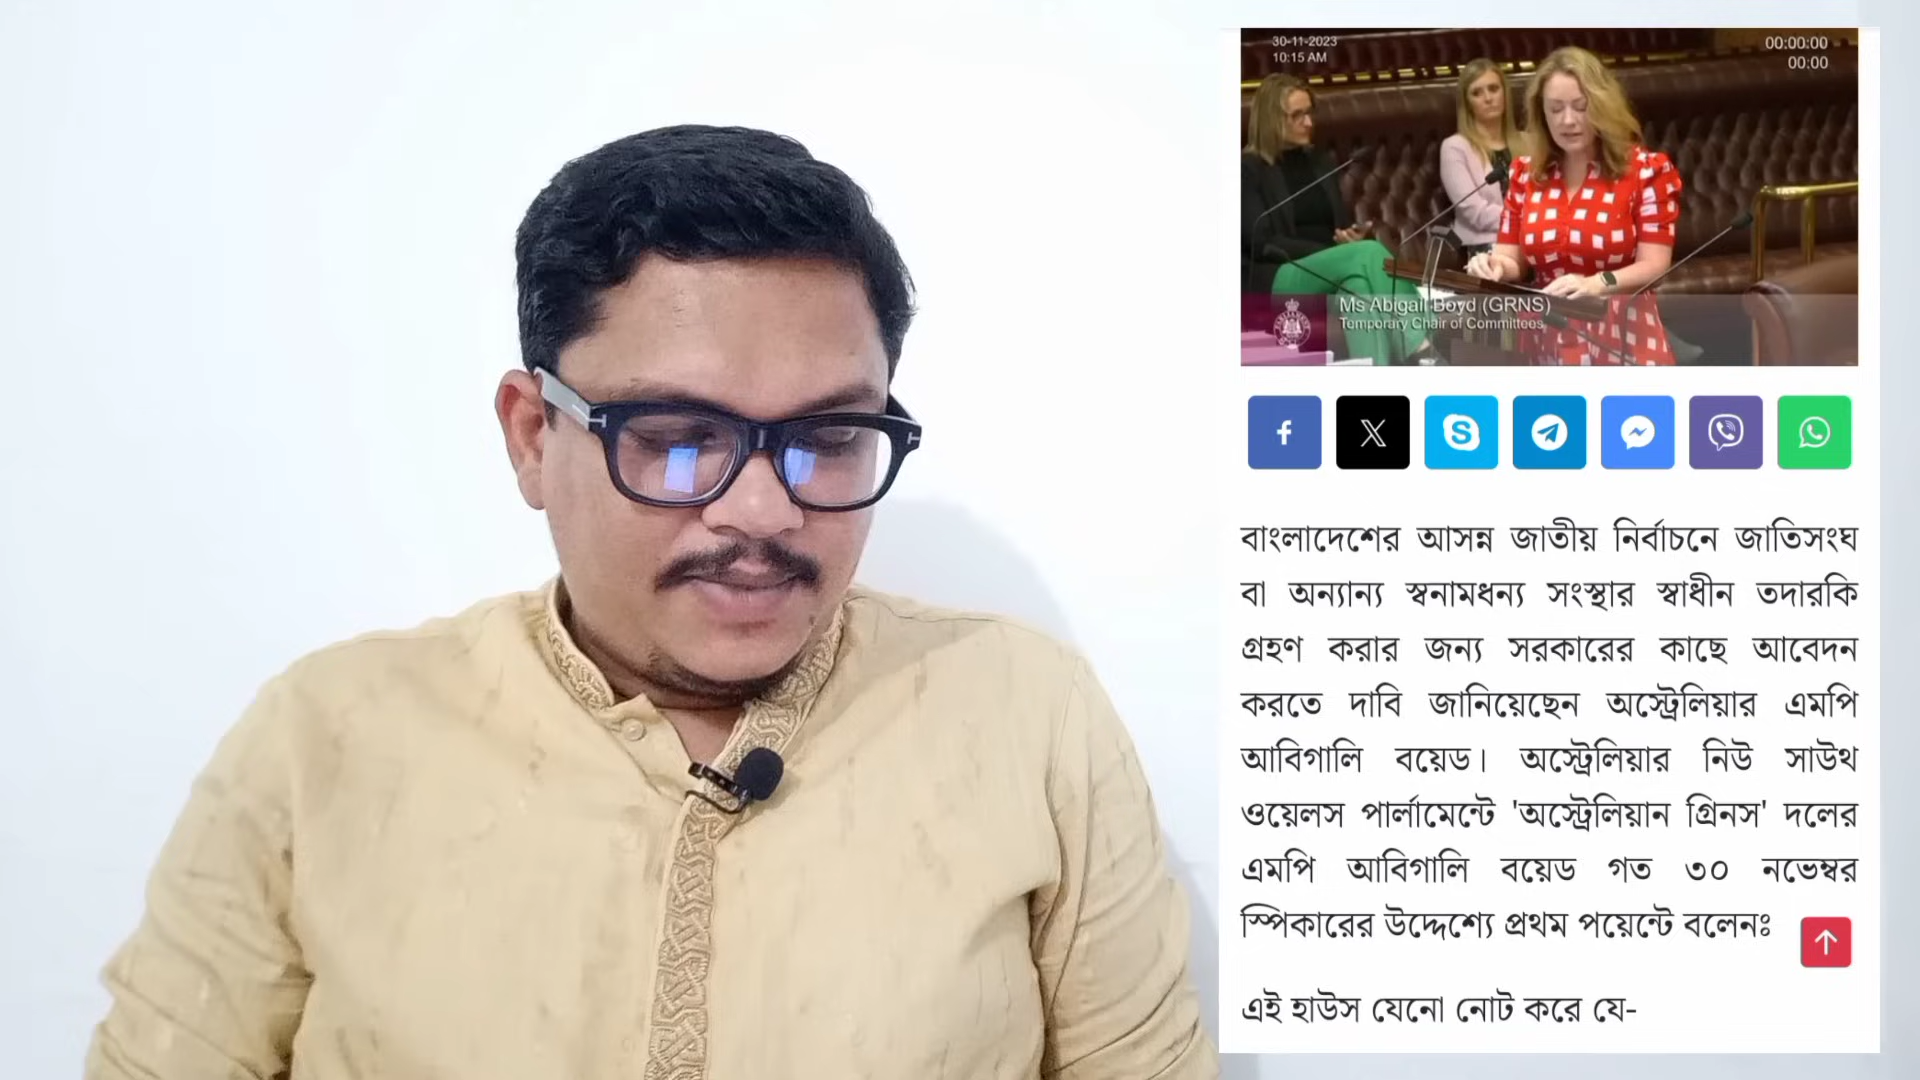 30-11-2023
10:15 AM
00:00:00
00:00
Ms Abigail Boyd (GRNS)
Temporary Chair of Committees
বাংলাদেশের আসন্ন জাতীয় নির্বাচনে জাতিসংঘ
বা অন্যান্য স্বনামধন্য সংস্থার স্বাধীন তদারকি
গ্রহণ করার জন্য সরকারের কাছে আবেদন
করতে দাবি জানিয়েছেন অস্ট্রেলিয়ার এমপি
আবিগালি বয়েড। অস্ট্রেলিয়ার নিউ সাউথ
ওয়েলস পার্লামেন্টে 'অস্ট্রেলিয়ান গ্রিনস' দলের
এমপি আবিগালি বয়েড গত ৩০ নভেম্বর
স্পিকারের উদ্দেশ্যে প্রথম পয়েন্টে বলেনঃ
এই হাউস যেনো নোট করে যে-